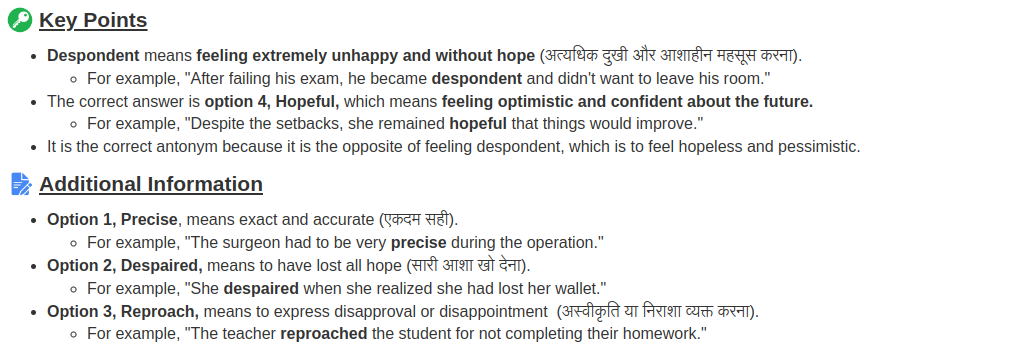 Key Points
Despondent means feeling extremely unhappy and without hope (अत्यधिक दुखी और आशाहीन महसूस करना).
For example, "After failing his exam, he became despondent and didn't want to leave his room."
The correct answer is option 4, Hopeful, which means feeling optimistic and confident about the future.
For example, "Despite the setbacks, she remained hopeful that things would improve."
It is the correct antonym because it is the opposite of feeling despondent, which is to feel hopeless and pessimistic.
Additional Information
Option 1, Precise, means exact and accurate (एकदम सही).
For example, "The surgeon had to be very precise during the operation."
Option 2, Despaired, means to have lost all hope (सारी आशा खो देना).
For example, "She despaired when she realized she had lost her wallet."
Option 3, Reproach, means to express disapproval or disappointment (अस्वीकृति या निराशा व्यक्त करना).
For example, "The teacher reproached the student for not completing their homework."